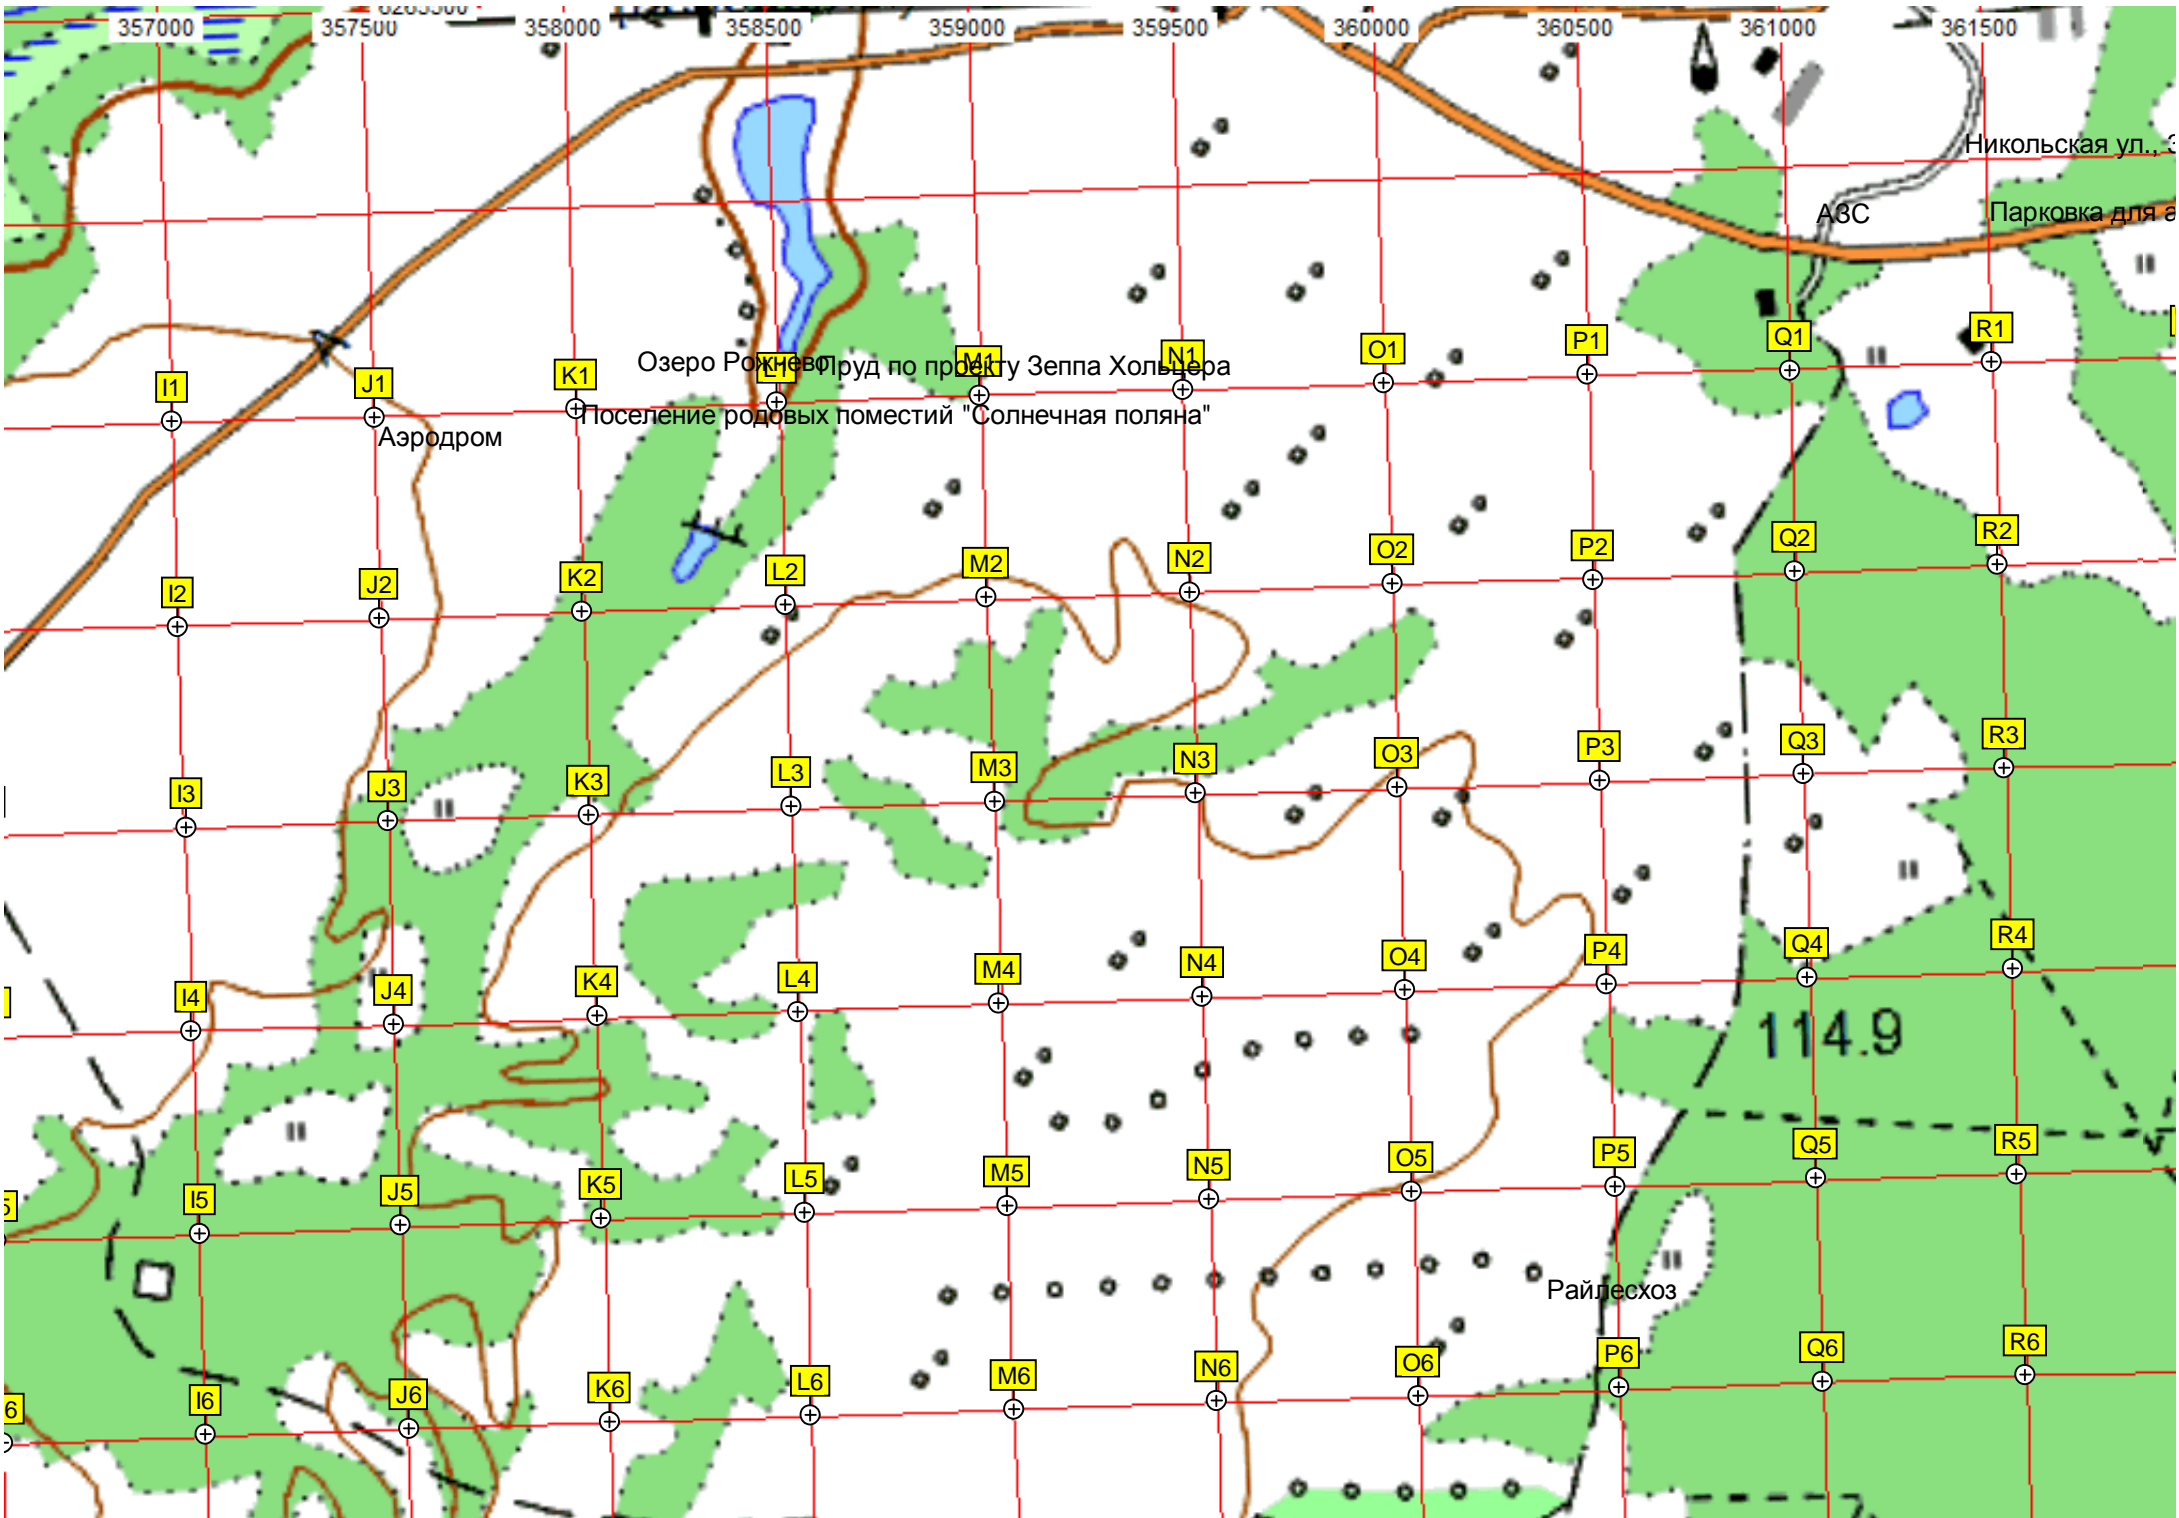 6265500
357000 357500 358000 358500 359000 359500 360000 360500 361000 361500
Никольская ул.,
АЗС
Парковка для а
I1 J1 K1 L1 M1 N1 O1 P1 Q1 R1
Озеро Рожнево
Пруд по проекту Зеппа Хольцера
Поселение родовых поместий "Солнечная поляна"
Аэродром
I2 J2 K2 L2 M2 N2 O2 P2 Q2 R2
I3 J3 K3 L3 M3 N3 O3 P3 Q3 R3
I4 J4 K4 L4 M4 N4 O4 P4 Q4 R4
114.9
5 I5 J5 K5 L5 M5 N5 O5 P5 Q5 R5
Райлесхоз
6 I6 J6 K6 L6 M6 N6 O6 P6 Q6 R6